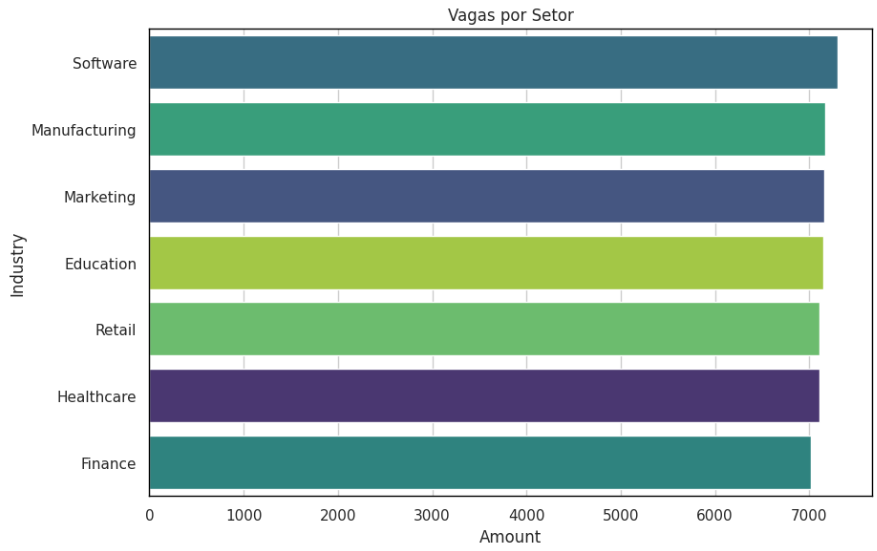 Vagas por Setor
Industry
Software
Manufacturing
Marketing
Education
Retail
Healthcare
Finance
0 1000 2000 3000 4000 5000 6000 7000
Amount